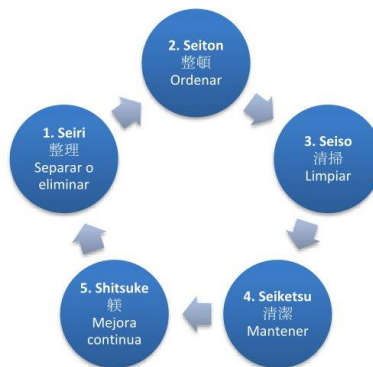 1. Seiri
整理
Separar o
eliminar
2. Seiton
整頓
Ordenar
3. Seiso
清掃
Limpiar
4. Seiketsu
清潔
Mantener
5. Shitsuke
躾
Mejora
continua